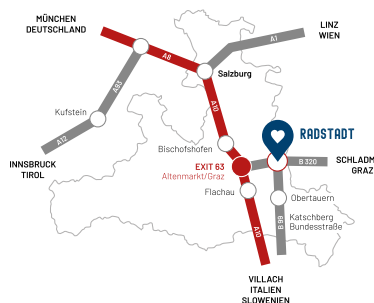 MÜNCHEN
DEUTSCHLAND
LINZ
WIEN
A1
A8
Salzburg
A93
Kufstein
A10
A12
Bischofshofen
RADSTADT
INNSBRUCK
TIROL
EXIT 63
Altenmarkt/Graz
B 320
SCHLADM
GRAZ
Flachau
Obertauern
Katschberg
Bundesstraße
B 99
A10
VILLACH
ITALIEN
SLOWENIEN